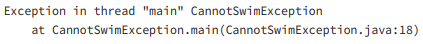 Exception in thread "main" CannotSwimException
    at CannotSwimException.main(CannotSwimException.java:18)